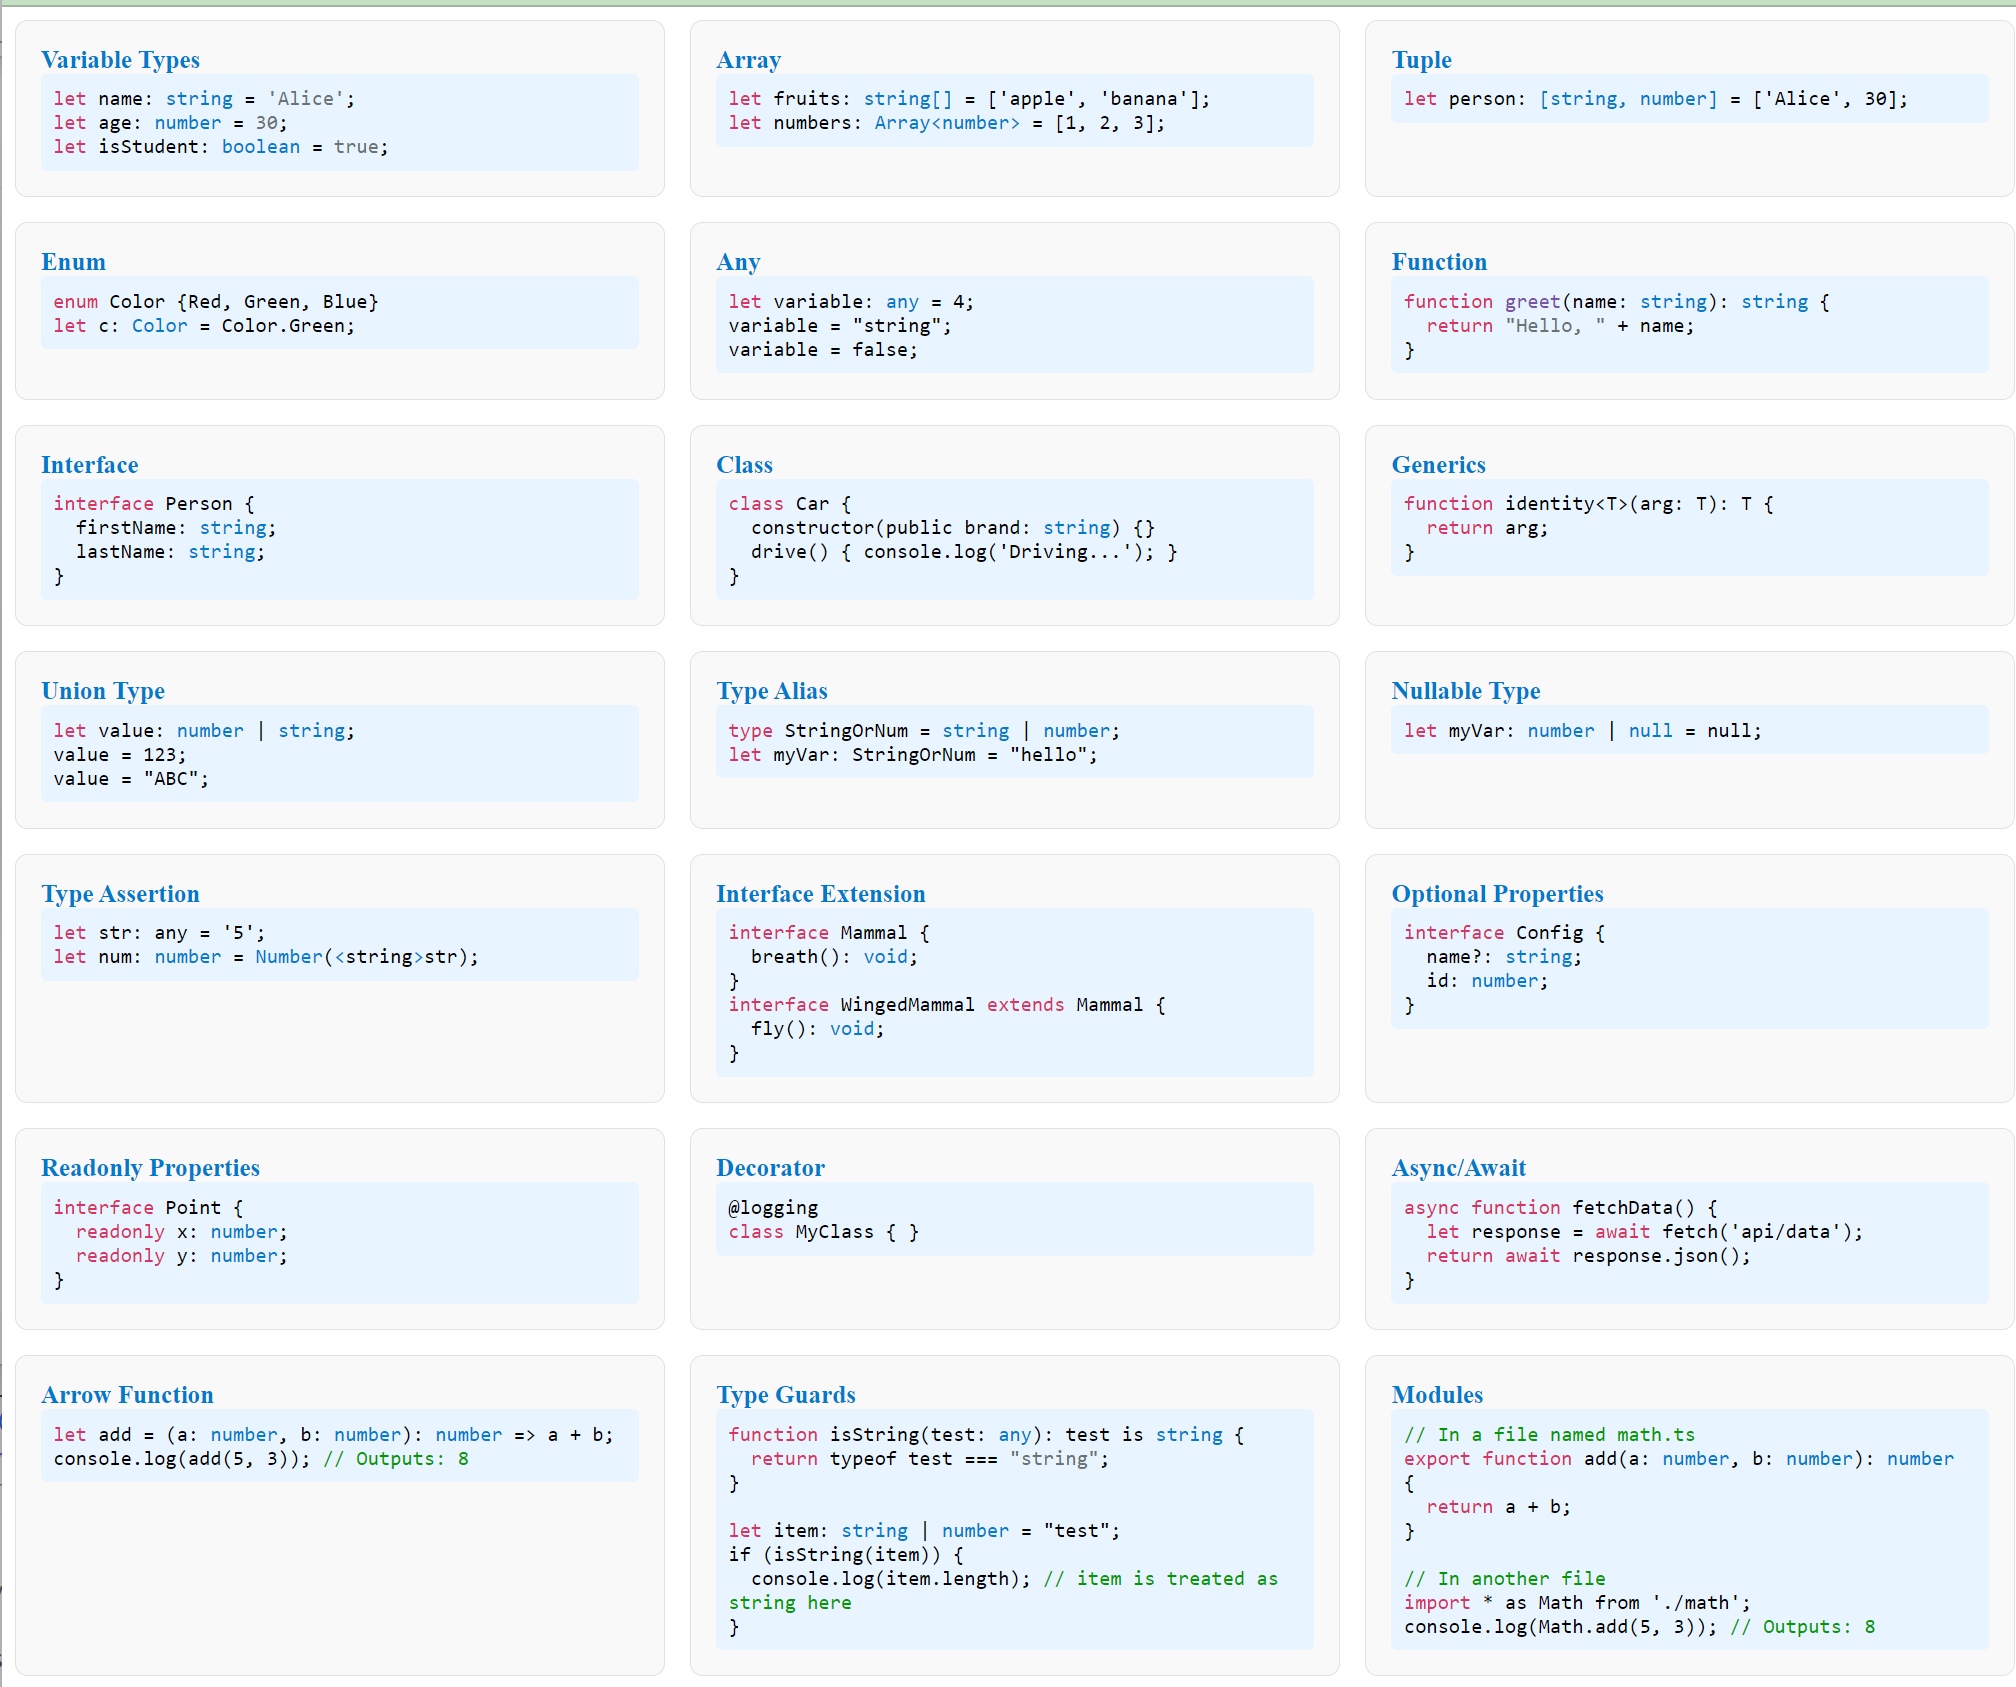 Variable Types
let name: string = 'Alice';
let age: number = 30;
let isStudent: boolean = true;
Array
let fruits: string[] = ['apple', 'banana'];
let numbers: Array<number> = [1, 2, 3];
Tuple
let person: [string, number] = ['Alice', 30];
Enum
enum Color {Red, Green, Blue}
let c: Color = Color.Green;
Any
let variable: any = 4;
variable = "string";
variable = false;
Function
function greet(name: string): string {
  return "Hello, " + name;
}
Interface
interface Person {
  firstName: string;
  lastName: string;
}
Class
class Car {
  constructor(public brand: string) {}
  drive() { console.log('Driving...'); }
}
Generics
function identity<T>(arg: T): T {
  return arg;
}
Union Type
let value: number | string;
value = 123;
value = "ABC";
Type Alias
type StringOrNum = string | number;
let myVar: StringOrNum = "hello";
Nullable Type
let myVar: number | null = null;
Type Assertion
let str: any = '5';
let num: number = Number(<string>str);
Interface Extension
interface Mammal {
  breath(): void;
}
interface WingedMammal extends Mammal {
  fly(): void;
}
Optional Properties
interface Config {
  name?: string;
  id: number;
}
Readonly Properties
interface Point {
  readonly x: number;
  readonly y: number;
}
Decorator
@logging
class MyClass { }
Async/Await
async function fetchData() {
  let response = await fetch('api/data');
  return await response.json();
}
Arrow Function
let add = (a: number, b: number): number => a + b;
console.log(add(5, 3)); // Outputs: 8
Type Guards
function isString(test: any): test is string {
  return typeof test === "string";
}
let item: string | number = "test";
if (isString(item)) {
  console.log(item.length); // item is treated as
string here
}
Modules
// In a file named math.ts
export function add(a: number, b: number): number
{
  return a + b;
}
// In another file
import * as Math from './math';
console.log(Math.add(5, 3)); // Outputs: 8